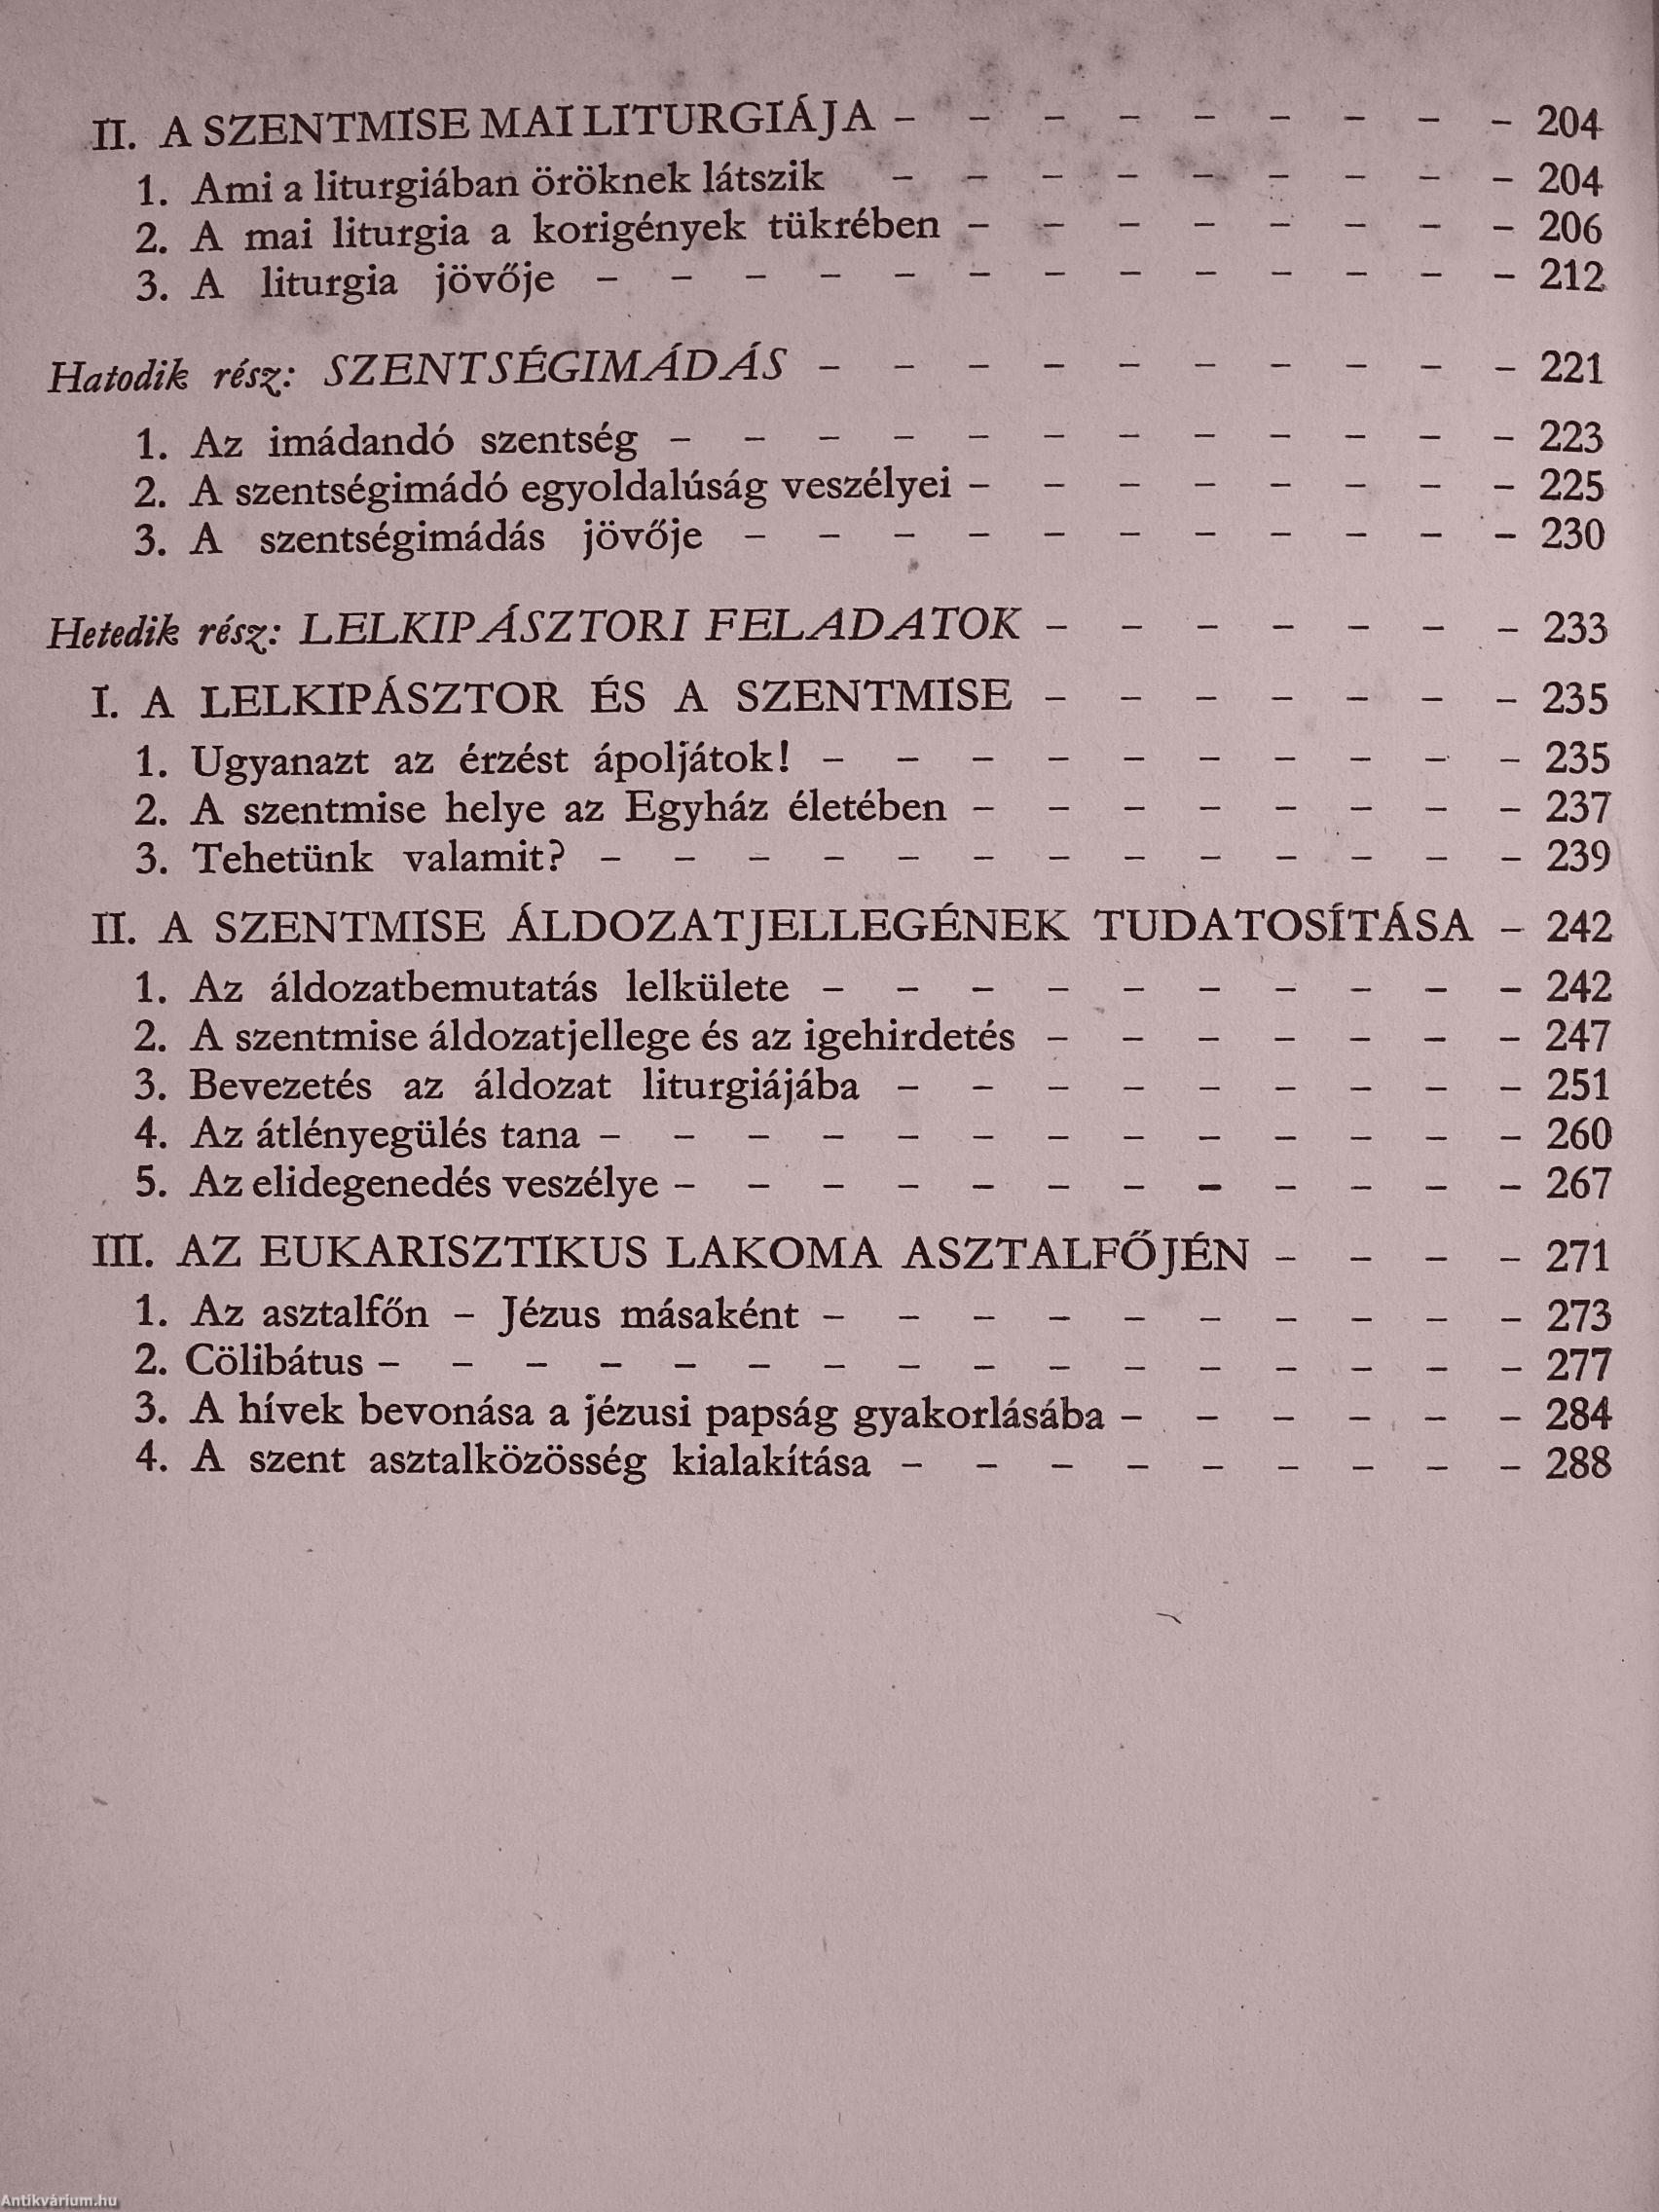 II. A SZENTMISE MAI LITURGIÁJA – – – – – – – – – 204
1. Ami a liturgiában öröknek látszik – – – – – – – – – 204
2. A mai liturgia a korigények tükrében – – – – – – – – 206
3. A liturgia jövője – – – – – – – – – – – – – 212
Hatodik rész: SZENTSÉGIMÁDÁS – – – – – – – – – – 221
1. Az imádandó szentség – – – – – – – – – – – – 223
2. A szentségimádó egyoldalúság veszélyei – – – – – – – – 225
3. A szentségimádás jövője – – – – – – – – – – – 230
Hetedik rész: LELKIPÁSZTORI FELADATOK – – – – – – – 233
I. A LELKIPÁSZTOR ÉS A SZENTMISE – – – – – – – 235
1. Ugyanazt az érzést ápoljátok! – – – – – – – – – – 235
2. A szentmise helye az Egyház életében – – – – – – – – 237
3. Tehetünk valamit? – – – – – – – – – – – – – 239
II. A SZENTMISE ÁLDOZATJELLEGÉNEK TUDATOSÍTÁSA – 242
1. Az áldozatbemutatás lelkülete – – – – – – – – – – 242
2. A szentmise áldozatjellege és az igehirdetés – – – – – – – 247
3. Bevezetés az áldozat liturgiájába – – – – – – – – – 251
4. Az átlényegülés tana – – – – – – – – – – – – – 260
5. Az elidegenedés veszélye – – – – – – – – – – – – 267
III. AZ EUKARISZTIKUS LAKOMA ASZTALFŐJÉN – – – – 271
1. Az asztalfőn – Jézus másaként – – – – – – – – – – 273
2. Cölibátus – – – – – – – – – – – – – – – – 277
3. A hívek bevonása a jézusi papság gyakorlásába – – – – – – 284
4. A szent asztalközösség kialakítása – – – – – – – – – 288
Antikvárium.hu